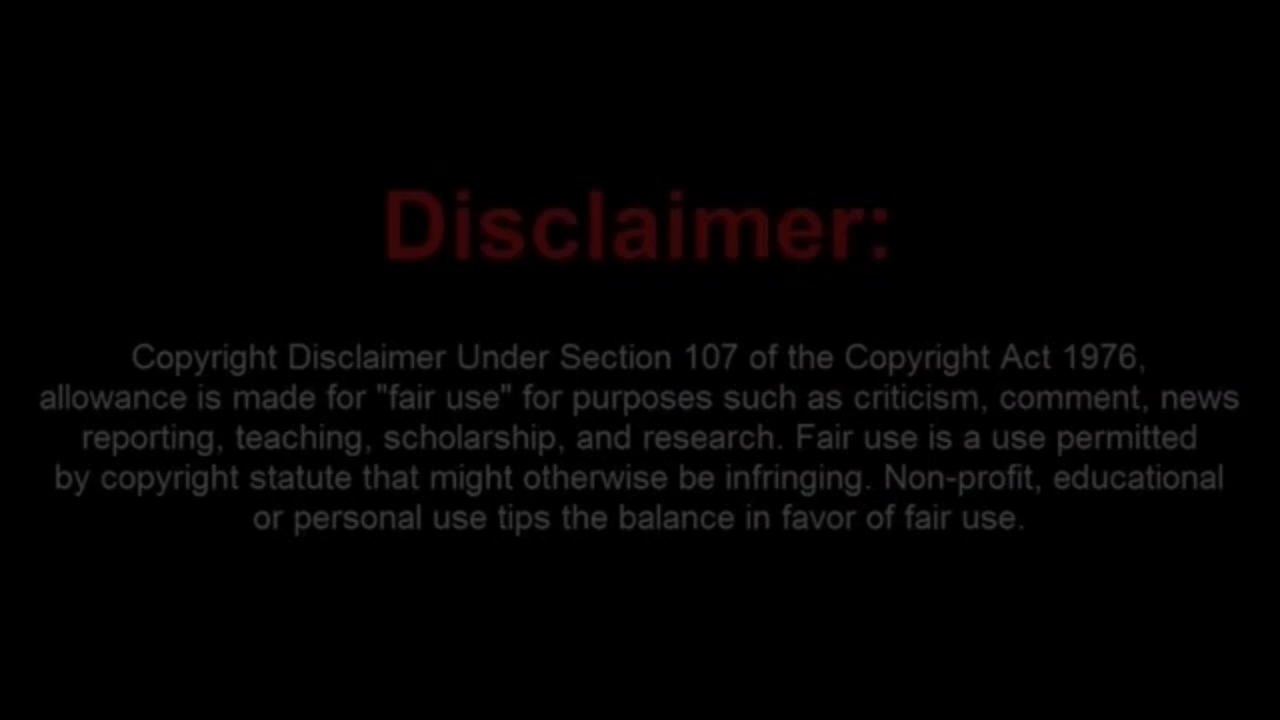 Disclaimer:
Copyright Disclaimer Under Section 107 of the Copyright Act 1976,
allowance is made for "fair use" for purposes such as criticism, comment, news
reporting, teaching, scholarship, and research. Fair use is a use permitted
by copyright statute that might otherwise be infringing. Non-profit, educational
or personal use tips the balance in favor of fair use.